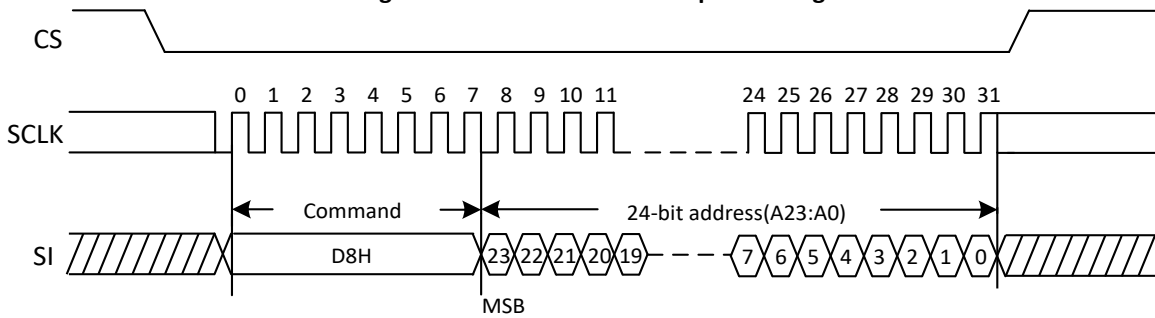 CS
0 1 2 3 4 5 6 7 8 9 10 11 24 25 26 27 28 29 30 31
SCLK
Command 24-bit address(A23:A0)
SI D8H 23 22 21 20 19 7 6 5 4 3 2 1 0
MSB